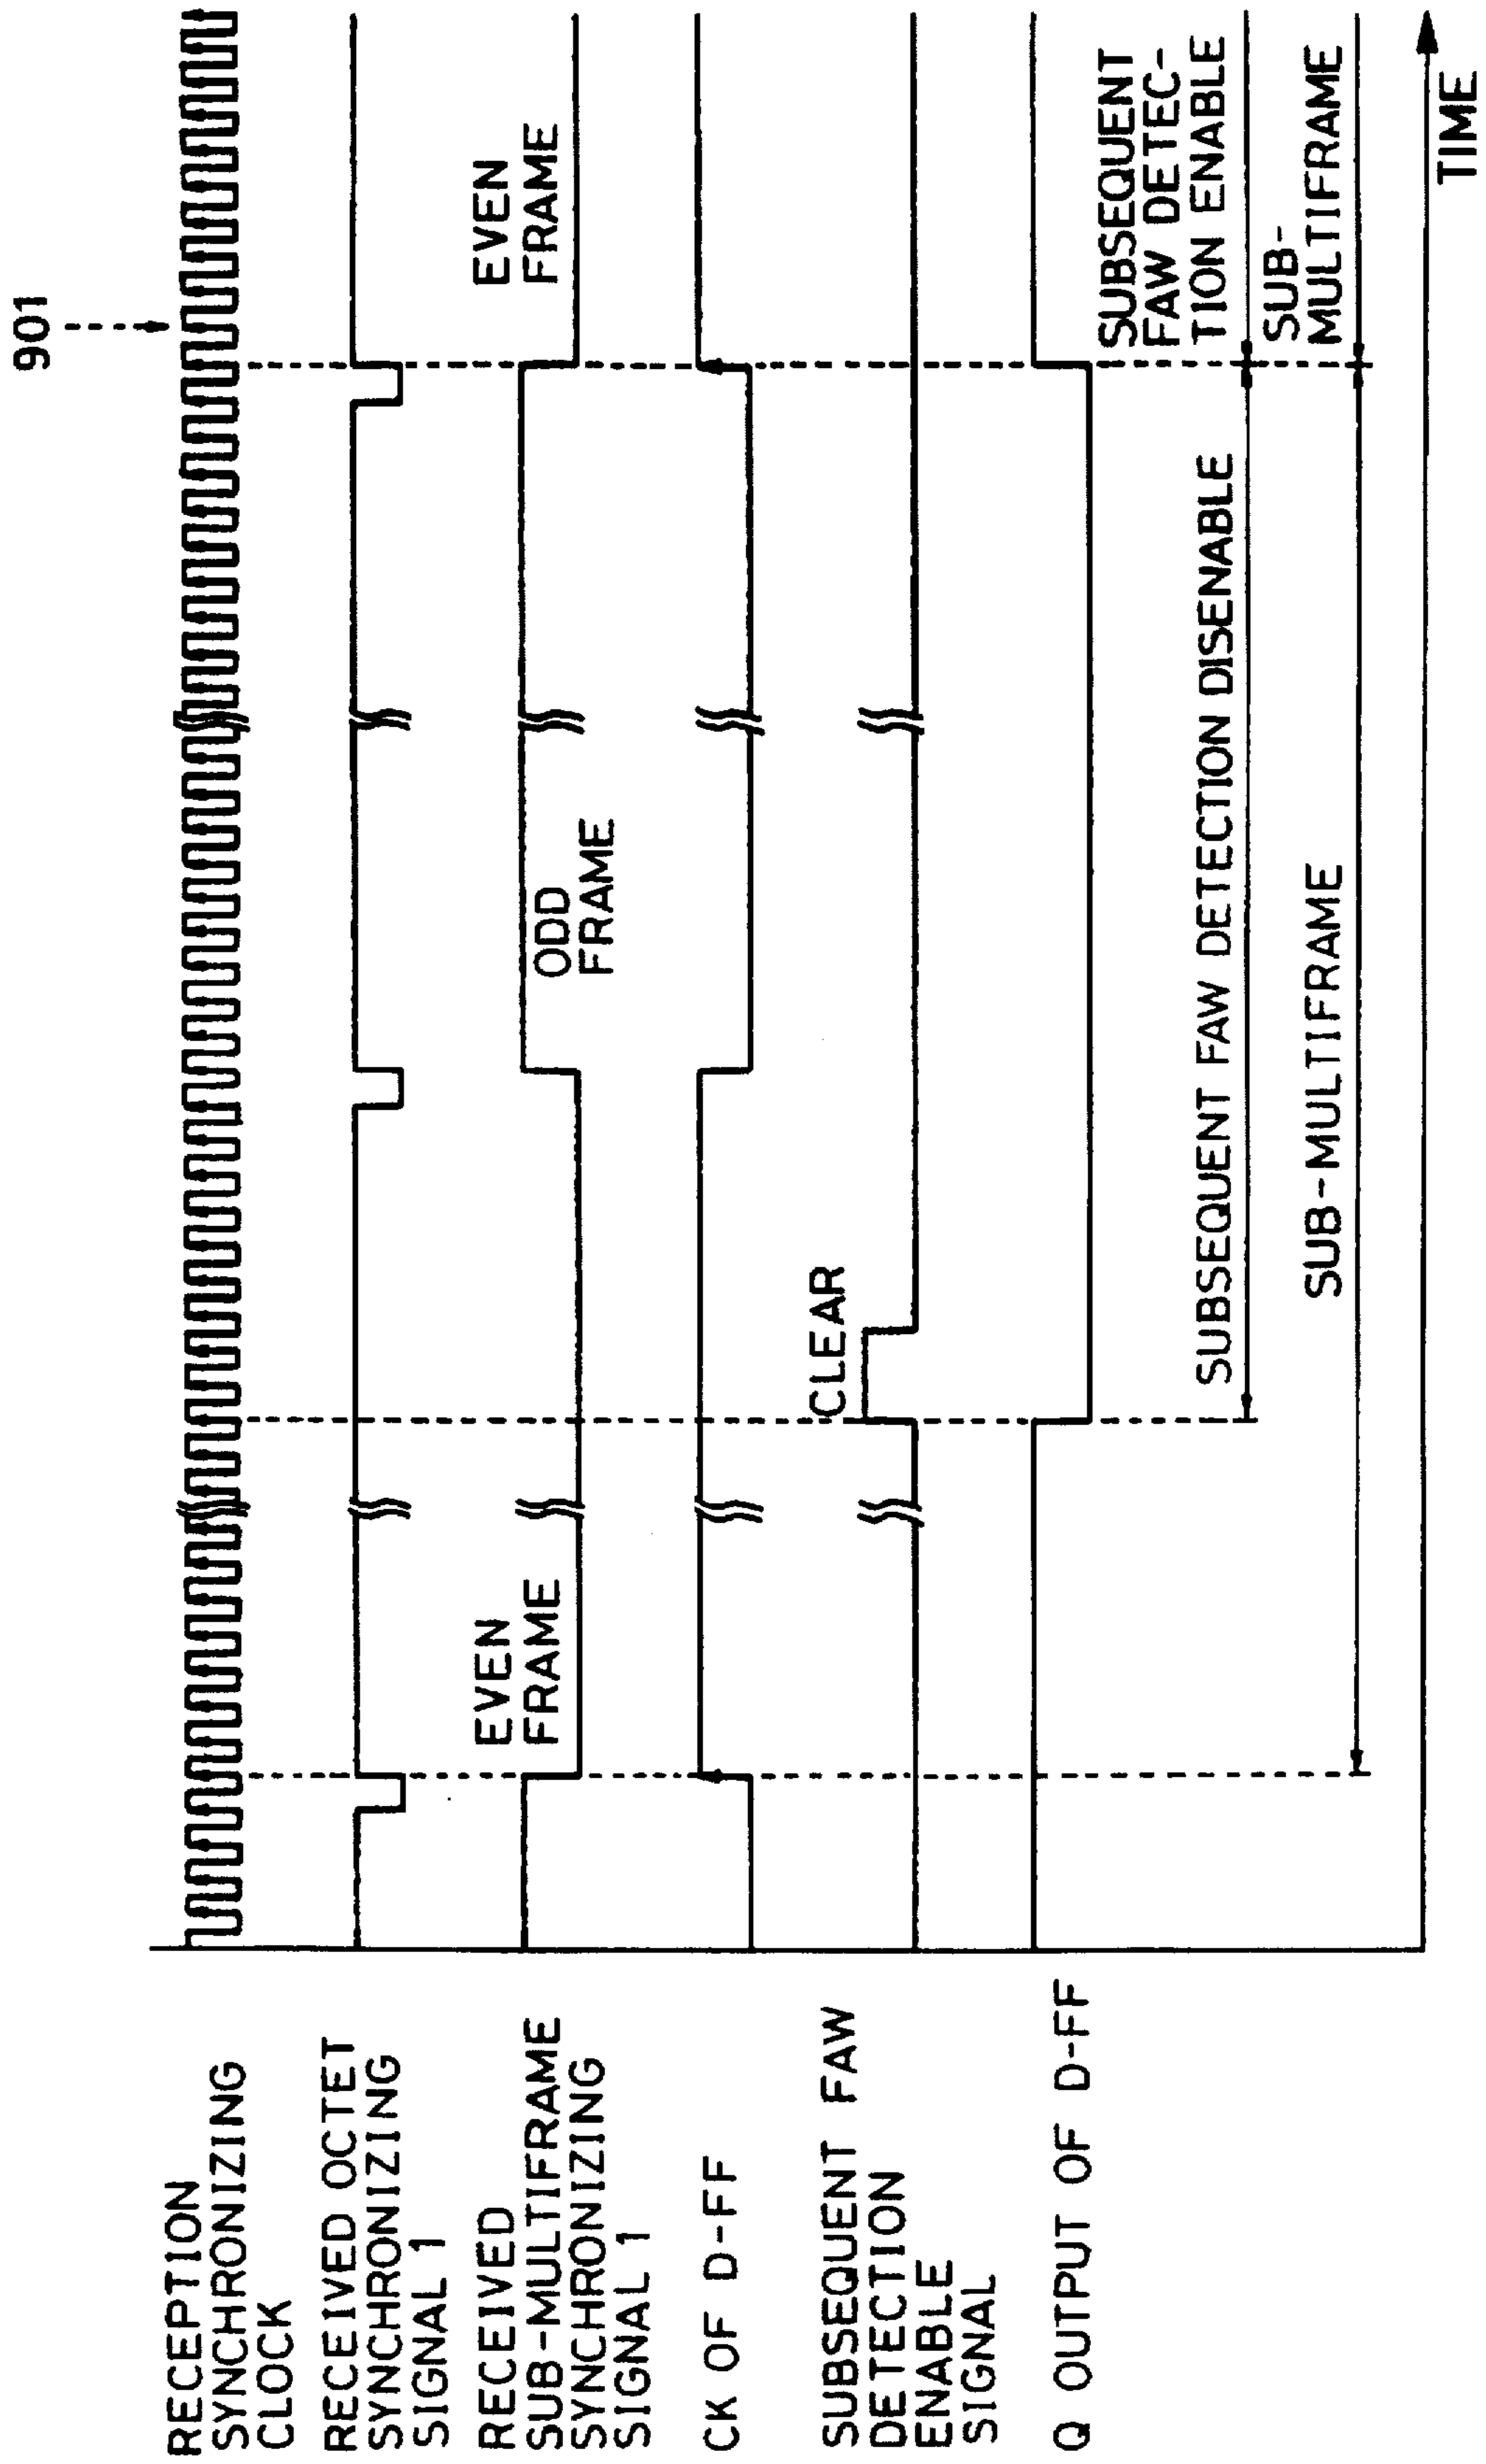 901
RECEPTION
SYNCHRONIZING
CLOCK
RECEIVED OCTET
SYNCHRONIZING
SIGNAL 1
RECEIVED
SUB-MULTIFRAME
SYNCHRONIZING
SIGNAL 1
EVEN
FRAME
ODD
FRAME
EVEN
FRAME
CK OF D-FF
SUBSEQUENT FAW
DETECTION
ENABLE
SIGNAL
CLEAR
Q OUTPUT OF D-FF
SUBSEQUENT FAW DETECTION DISENABLE
SUBSEQUENT
FAW DETEC-
TION ENABLE
SUB-MULTIFRAME
SUB-
MULTIFRAME
TIME